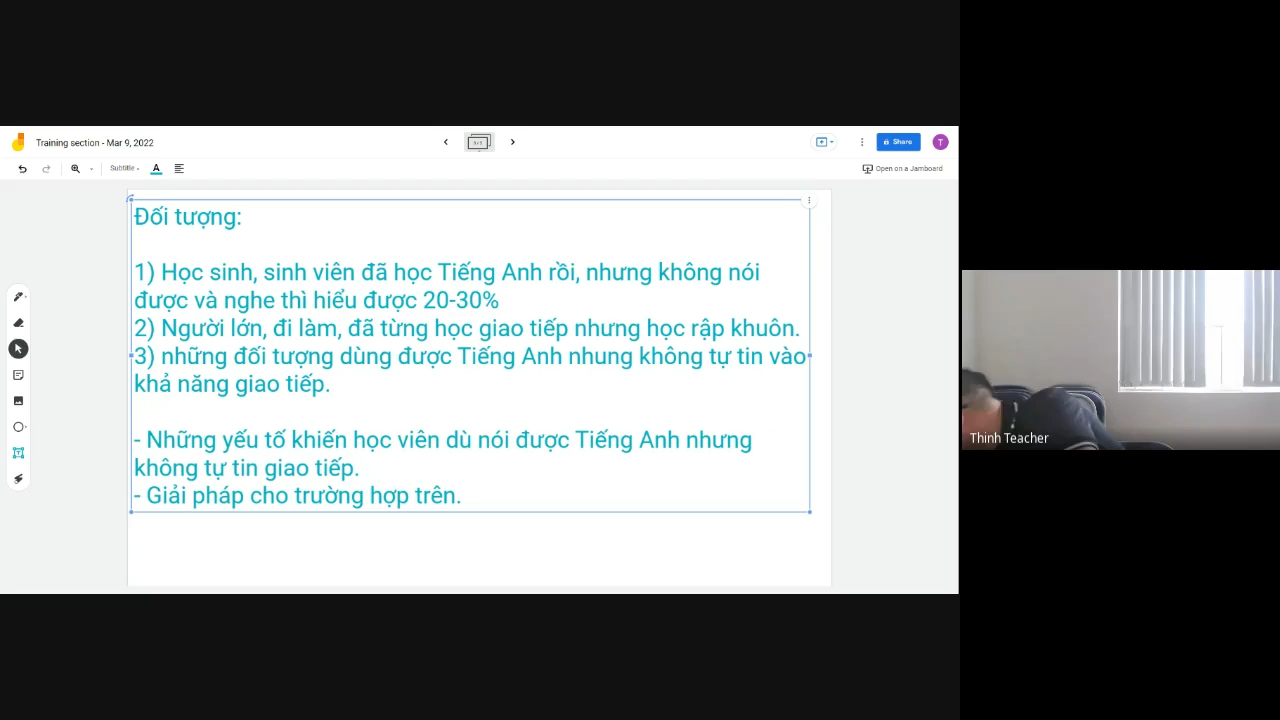 Training section - Mar 9, 2022
Share
T
Subtitle
A
Open on a Jamboard
Đối tượng:
1) Học sinh, sinh viên đã học Tiếng Anh rồi, nhưng không nói
được và nghe thì hiểu được 20-30%
2) Người lớn, đi làm, đã từng học giao tiếp nhưng học rập khuôn.
3) những đối tượng dùng được Tiếng Anh nhung không tự tin vào
khả năng giao tiếp.
- Những yếu tố khiến học viên dù nói được Tiếng Anh nhưng
không tự tin giao tiếp.
- Giải pháp cho trường hợp trên.
Thinh Teacher